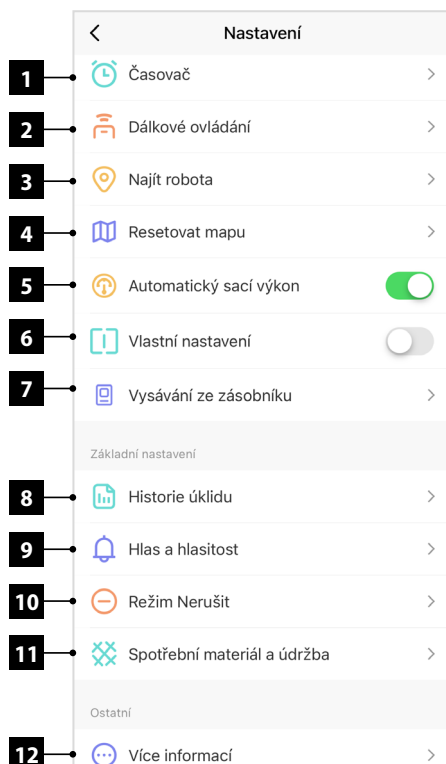 Nastavení
1 Časovač
2 Dálkové ovládání
3 Najít robota
4 Resetovat mapu
5 Automatický sací výkon
6 Vlastní nastavení
7 Vysávání ze zásobníku
Základní nastavení
8 Historie úklidu
9 Hlas a hlasitost
10 Režim Nerušit
11 Spotřební materiál a údržba
Ostatní
12 Více informací